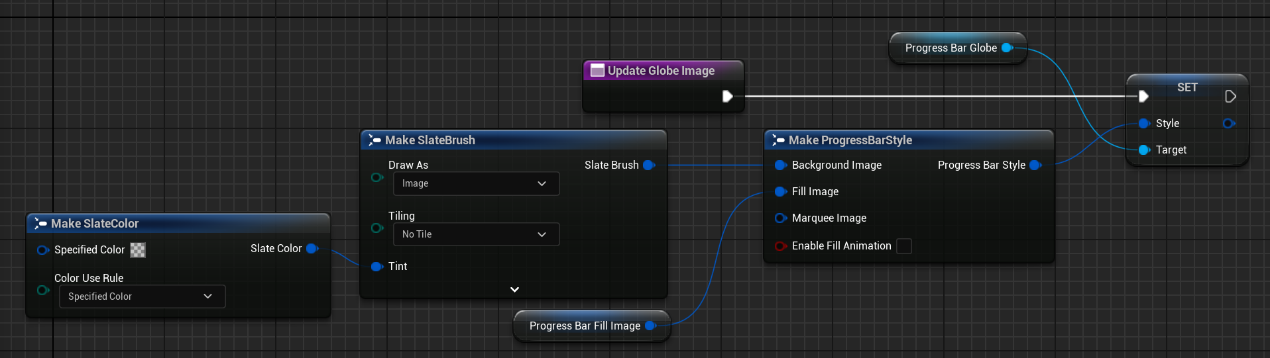 Progress Bar Globe
Update Globe Image
SET
Style
Target
Make SlateBrush
Draw As
Slate Brush
Image
Tiling
No Tile
Tint
Make ProgressBarStyle
Background Image
Progress Bar Style
Fill Image
Marquee Image
Enable Fill Animation
Make SlateColor
Specified Color
Slate Color
Color Use Rule
Specified Color
Progress Bar Fill Image